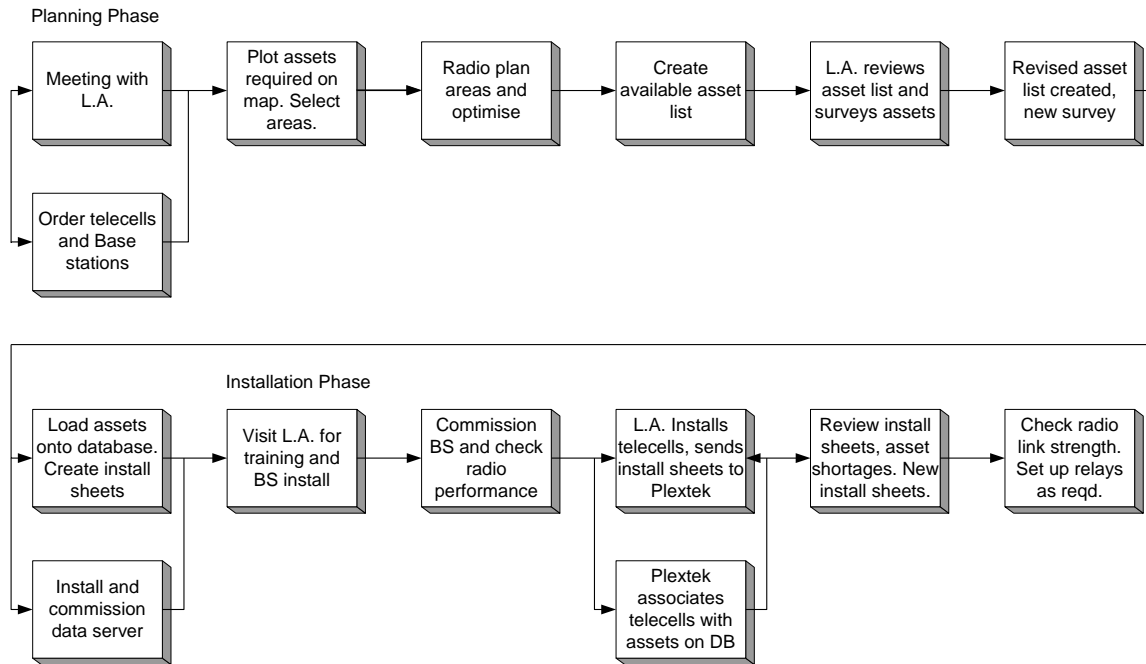 Planning Phase
Meeting with
L.A.
Plot assets
required on
map. Select
areas.
Radio plan
areas and
optimise
Create
available asset
list
L.A. reviews
asset list and
surveys assets
Revised asset
list created,
new survey
Order telecells
and Base
stations
Installation Phase
Load assets
onto database.
Create install
sheets
Visit L.A. for
training and
BS install
Commission
BS and check
radio
performance
L.A. Installs
telecells, sends
install sheets to
Plextek
Review install
sheets, asset
shortages. New
install sheets.
Check radio
link strength.
Set up relays
as reqd.
Install and
commission
data server
Plextek
associates
telecells with
assets on DB